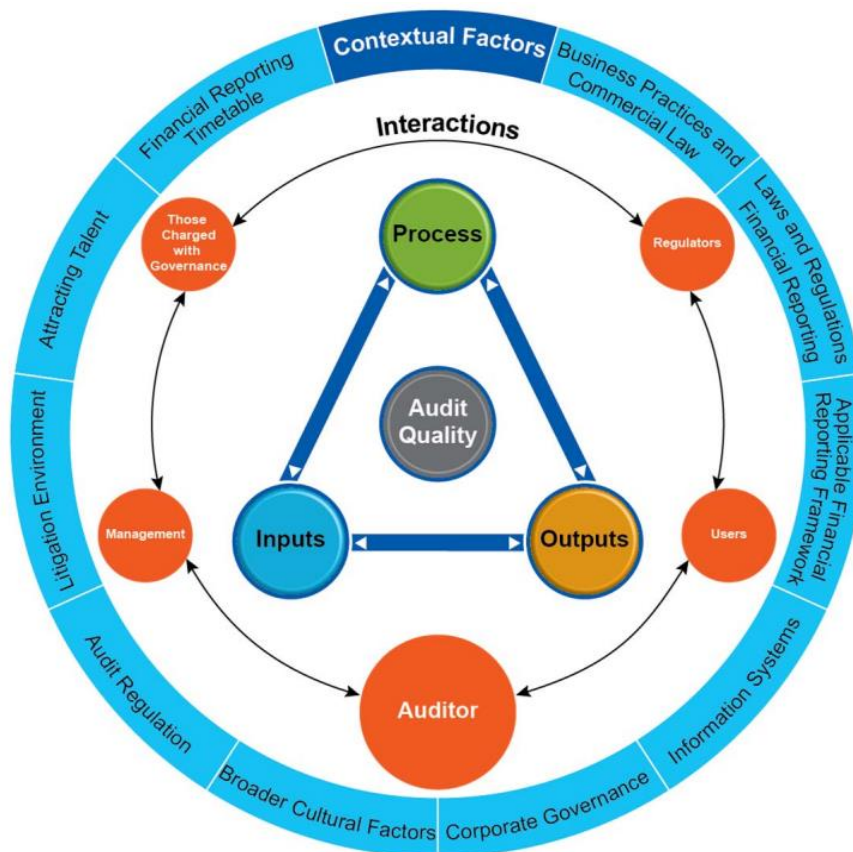 Contextual Factors
Business Practices and
Commercial Law
Laws and Regulations
Financial Reporting
Applicable Financial
Reporting Framework
Information Systems
Corporate Governance
Broader Cultural Factors
Audit Regulation
Litigation Environment
Attracting Talent
Financial Reporting
Timetable
Interactions
Those
Charged
with
Governance
Regulators
Users
Auditor
Management
Process
Audit
Quality
Inputs
Outputs